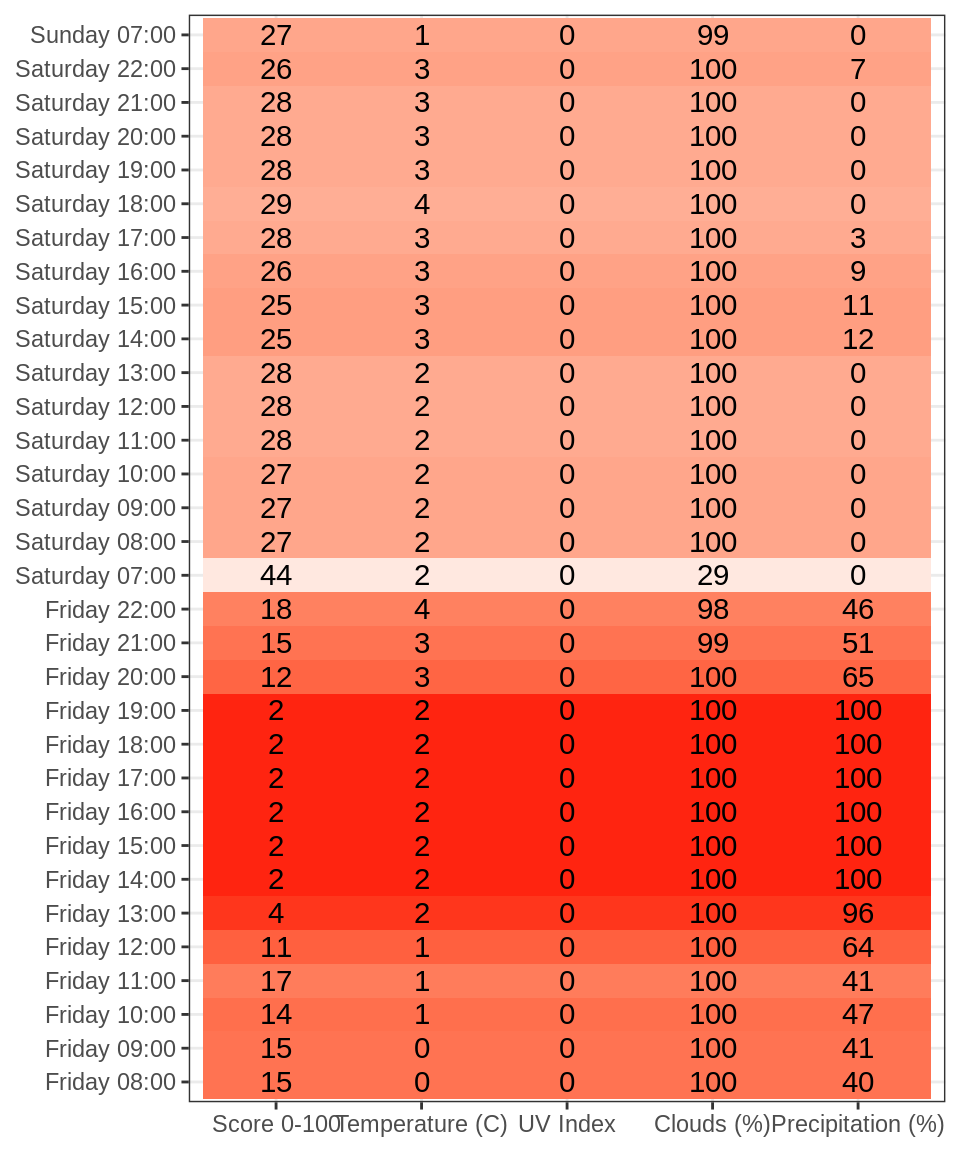 Sunday 07:00 27 1 0 99 0
Saturday 22:00 26 3 0 100 7
Saturday 21:00 28 3 0 100 0
Saturday 20:00 28 3 0 100 0
Saturday 19:00 28 3 0 100 0
Saturday 18:00 29 4 0 100 0
Saturday 17:00 28 3 0 100 3
Saturday 16:00 26 3 0 100 9
Saturday 15:00 25 3 0 100 11
Saturday 14:00 25 3 0 100 12
Saturday 13:00 28 2 0 100 0
Saturday 12:00 28 2 0 100 0
Saturday 11:00 28 2 0 100 0
Saturday 10:00 27 2 0 100 0
Saturday 09:00 27 2 0 100 0
Saturday 08:00 27 2 0 100 0
Saturday 07:00 44 2 0 29 0
Friday 22:00 18 4 0 98 46
Friday 21:00 15 3 0 99 51
Friday 20:00 12 3 0 100 65
Friday 19:00 2 2 0 100 100
Friday 18:00 2 2 0 100 100
Friday 17:00 2 2 0 100 100
Friday 16:00 2 2 0 100 100
Friday 15:00 2 2 0 100 100
Friday 14:00 2 2 0 100 100
Friday 13:00 4 2 0 100 96
Friday 12:00 11 1 0 100 64
Friday 11:00 17 1 0 100 41
Friday 10:00 14 1 0 100 47
Friday 09:00 15 0 0 100 41
Friday 08:00 15 0 0 100 40
Score 0-100 Temperature (C) UV Index Clouds (%) Precipitation (%)